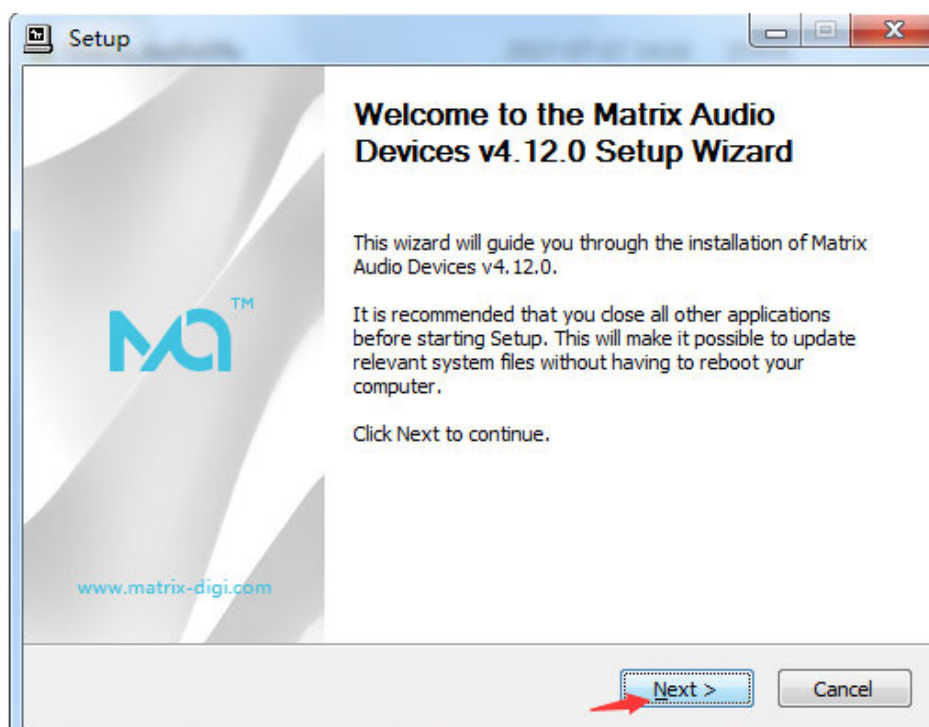 Setup
Welcome to the Matrix Audio
Devices v4.12.0 Setup Wizard
This wizard will guide you through the installation of Matrix
Audio Devices v4.12.0.
It is recommended that you close all other applications
before starting Setup. This will make it possible to update
relevant system files without having to reboot your
computer.
Click Next to continue.
MA™
www.matrix-digi.com
Next >
Cancel